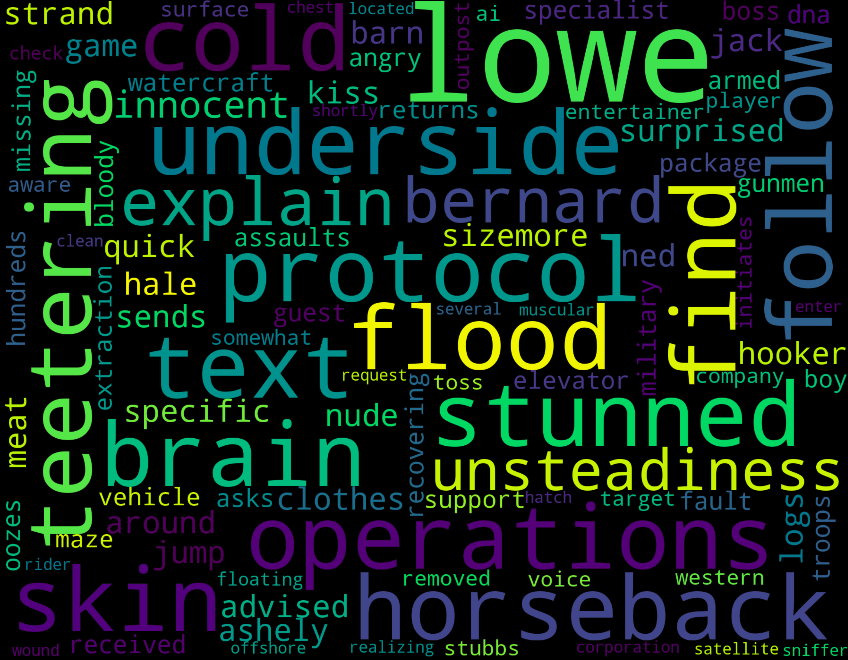 strand
surface
chest
located
ai
specialist
boss
dna
check
game
cold
barn
angry
outpost
lowe
jack
armed
player
follow
missing
watercraft
innocent
kiss
shortly
returns
entertainer
surprised
teetering
bloody
underside
package
gunmen
aware
explain
bernard
find
hundreds
clean
quick
assaults
sizemore
ned
initiates
hale
protocol
military
enter
extraction
sends
guest
somewhat
several
muscular
flood
hooker
text
request
toss
elevator
company
boy
meat
specific
nude
recovering
stunned
brain
unsteadiness
vehicle
asks
clothes
support
hatch
target
fault
oozes
maze
around
jump
operations
logs
troops
rider
skin
floating
removed
voice
western
advised
horseback
ashely
wound
received
offshore
realizing
stubbs
corporation
satellite
sniffer